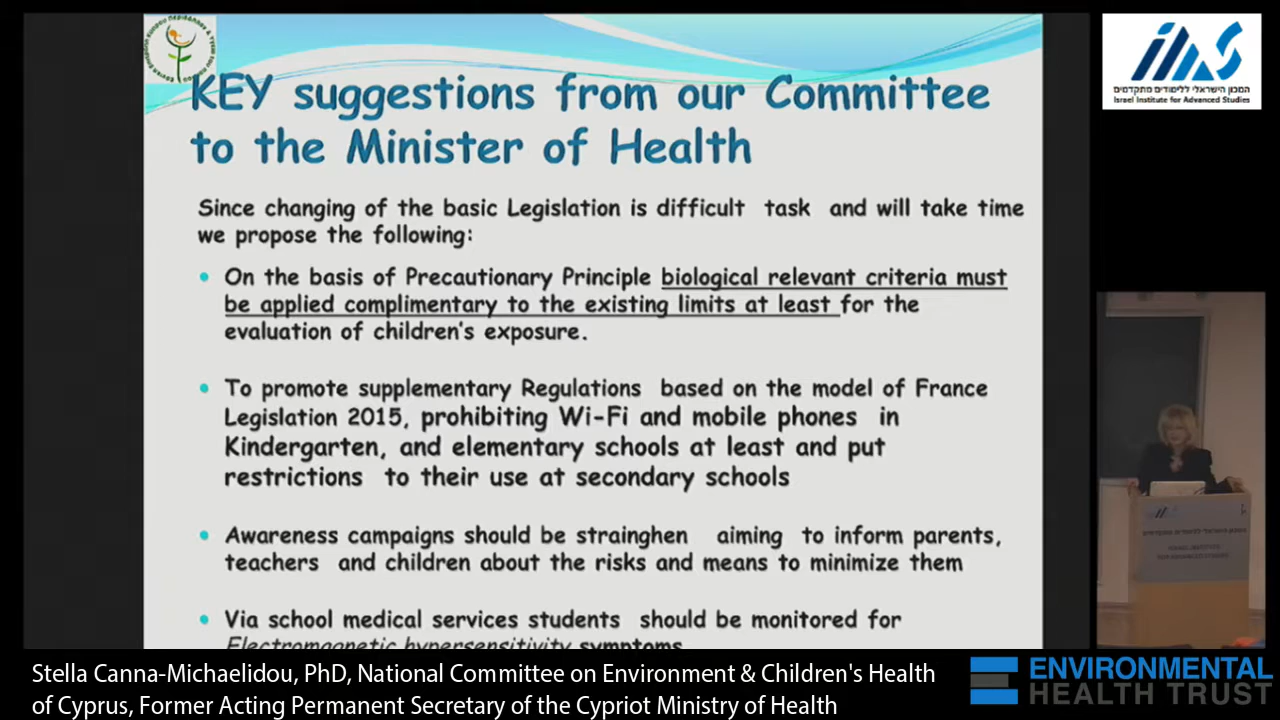 KEY suggestions from our Committee
to the Minister of Health
Since changing of the basic Legislation is difficult task and will take time
we propose the following:
• On the basis of Precautionary Principle biological relevant criteria must
be applied complimentary to the existing limits at least for the
evaluation of children's exposure.
• To promote supplementary Regulations based on the model of France
Legislation 2015, prohibiting Wi-Fi and mobile phones in
Kindergarten, and elementary schools at least and put
restrictions to their use at secondary schools
• Awareness campaigns should be strainghen aiming to inform parents,
teachers and children about the risks and means to minimize them
• Via school medical services students should be monitored for
Electromagnetic hypersensitivity symptoms
המכון הישראלי ללימודים מתקדמים
Israel Institute for Advanced Studies
Stella Canna-Michaelidou, PhD, National Committee on Environment & Children's Health
of Cyprus, Former Acting Permanent Secretary of the Cypriot Ministry of Health
ENVIRONMENTAL
HEALTH TRUST